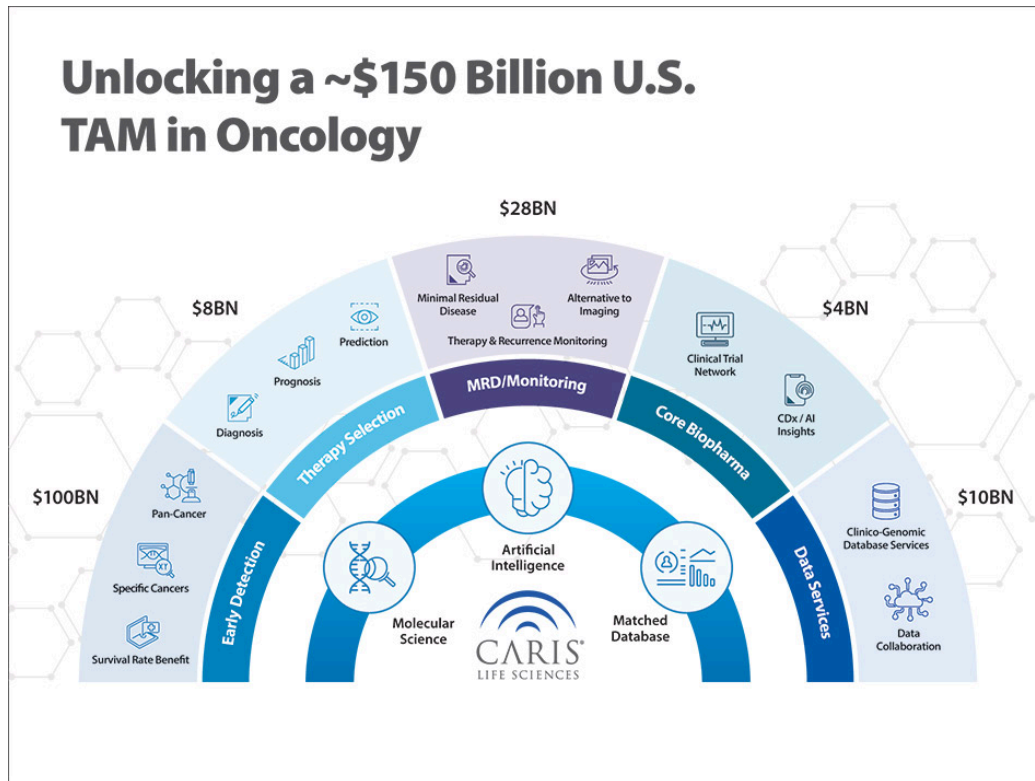 Unlocking a ~$150 Billion U.S.
TAM in Oncology
$100BN
Early Detection
Pan-Cancer
Specific Cancers
XT
Survival Rate Benefit
$8BN
Therapy Selection
Diagnosis
Prognosis
Prediction
$28BN
MRD/Monitoring
Minimal Residual
Disease
Alternative to
Imaging
Therapy & Recurrence Monitoring
$4BN
Core Biopharma
Clinical Trial
Network
CDx / AI
Insights
$10BN
Data Services
Clinico-Genomic
Database Services
Data
Collaboration
Molecular
Science
Artificial
Intelligence
Matched
Database
CARIS®
LIFE SCIENCES